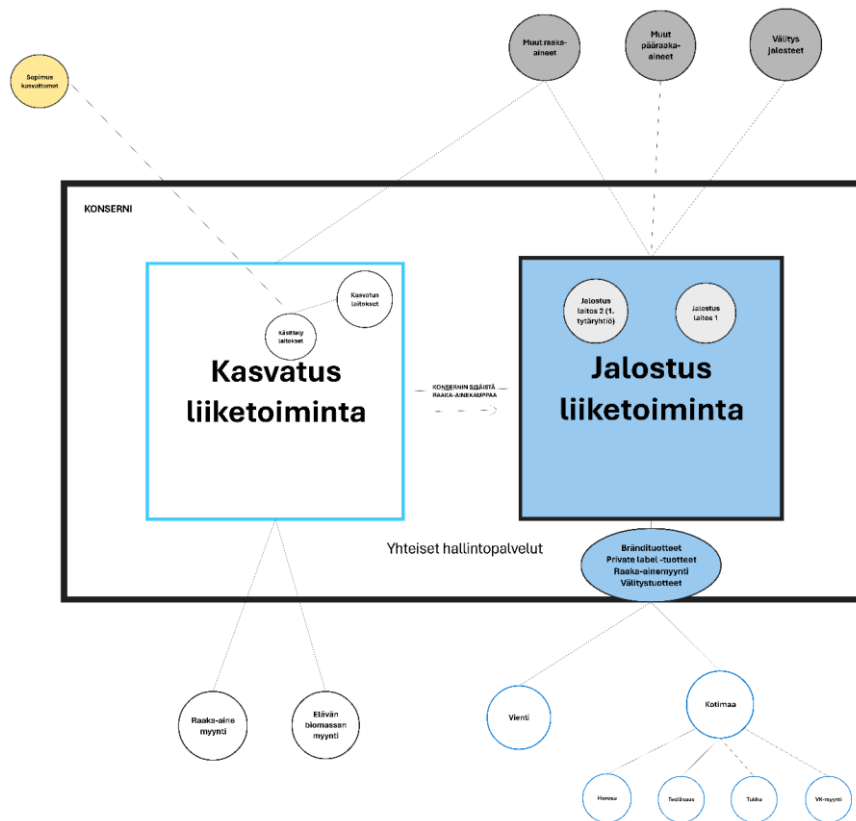 Muut raaka-
aineet
Muut
pääraaka-
aineet
Välitys
jalosteet
Sopimus
kasvattamot
KONSERNI
Kasvatus
laitokset
Käsittely
laitokset
Kasvatus
liiketoiminta
KONSERNIN SISÄISTÄ
RAAKA-AINEKAUPPAA
Jalostus
laitos 2 (1.
tytäryhtiö)
Jalostus
laitos 1
Jalostus
liiketoiminta
Yhteiset hallintopalvelut
Brändituotteet
Private label -tuotteet
Raaka-ainemyynti
Välitystuotteet
Raaka-aine
myynti
Elävän
biomassan
myynti
Vienti
Kotimaa
Horeca
Teollisuus
Tukku
VK-myynti